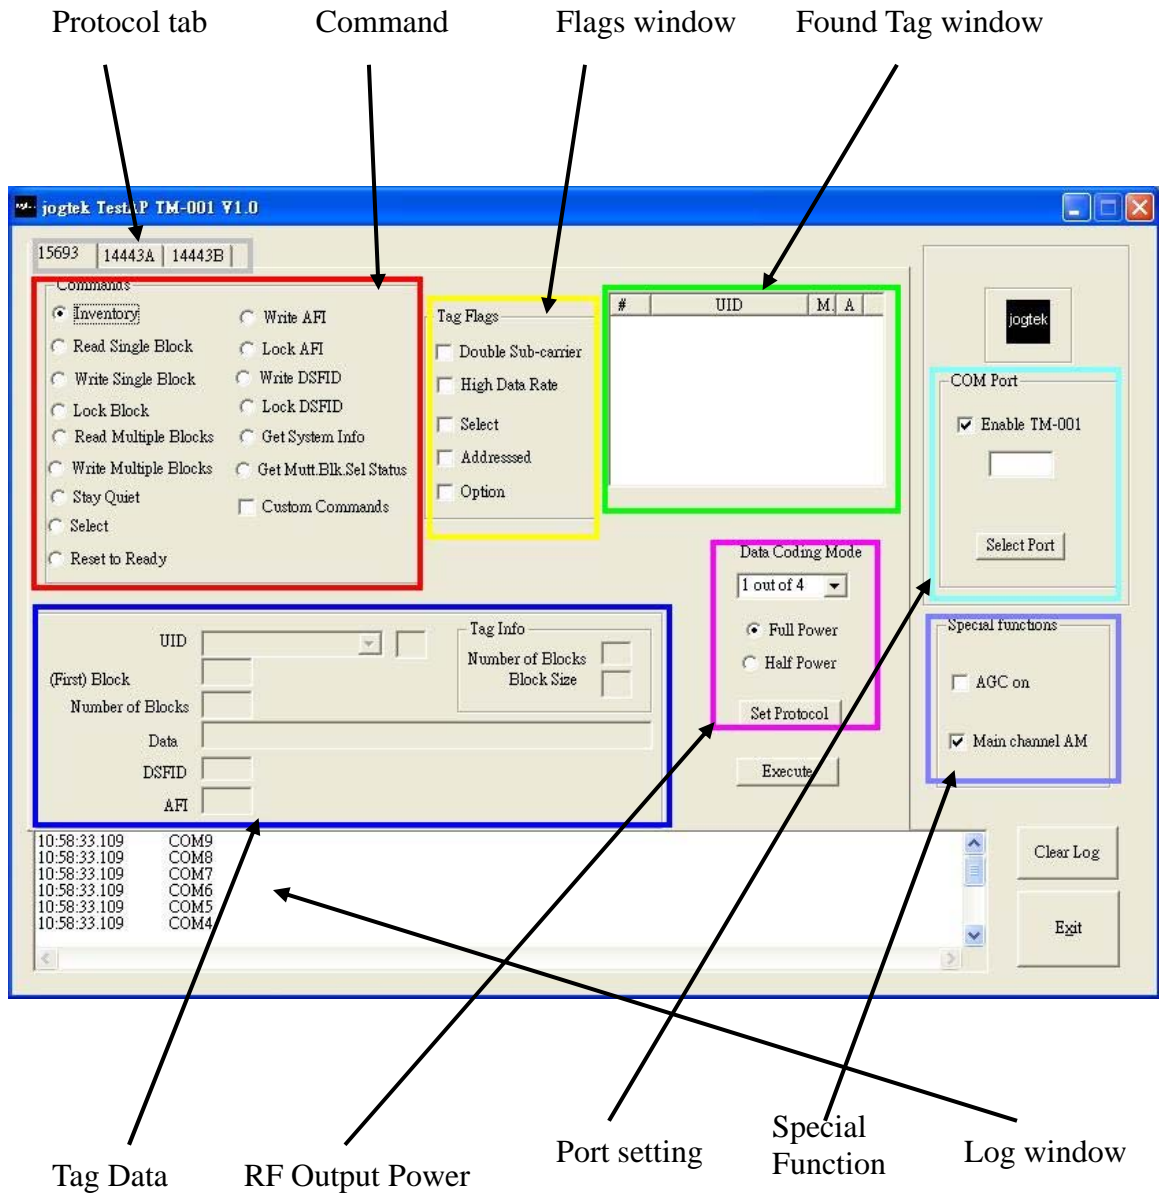 Protocol tab
Command
Flags window
Found Tag window
jogtek TestAP TM-001 V1.0
15693
14443A
14443B
Commands
Inventory
Read Single Block
Write Single Block
Lock Block
Read Multiple Blocks
Write Multiple Blocks
Stay Quiet
Select
Reset to Ready
Write AFI
Lock AFI
Write DSFID
Lock DSFID
Get System Info
Get Mutt.Blk.Sel Status
Custom Commands
Tag Flags
Double Sub-carrier
High Data Rate
Select
Addresssed
Option
# UID M. A
jogtek
COM Port
Enable TM-001
Select Port
Data Coding Mode
1 out of 4
Full Power
Half Power
Set Protocol
Execute
Special functions
AGC on
Main channel AM
UID
(First) Block
Number of Blocks
Data
DSFID
AFI
Tag Info
Number of Blocks
Block Size
10:58:33.109 COM9
10:58:33.109 COM8
10:58:33.109 COM7
10:58:33.109 COM6
10:58:33.109 COM5
10:58:33.109 COM4
Clear Log
Exit
Tag Data
RF Output Power
Port setting
Special
Function
Log window